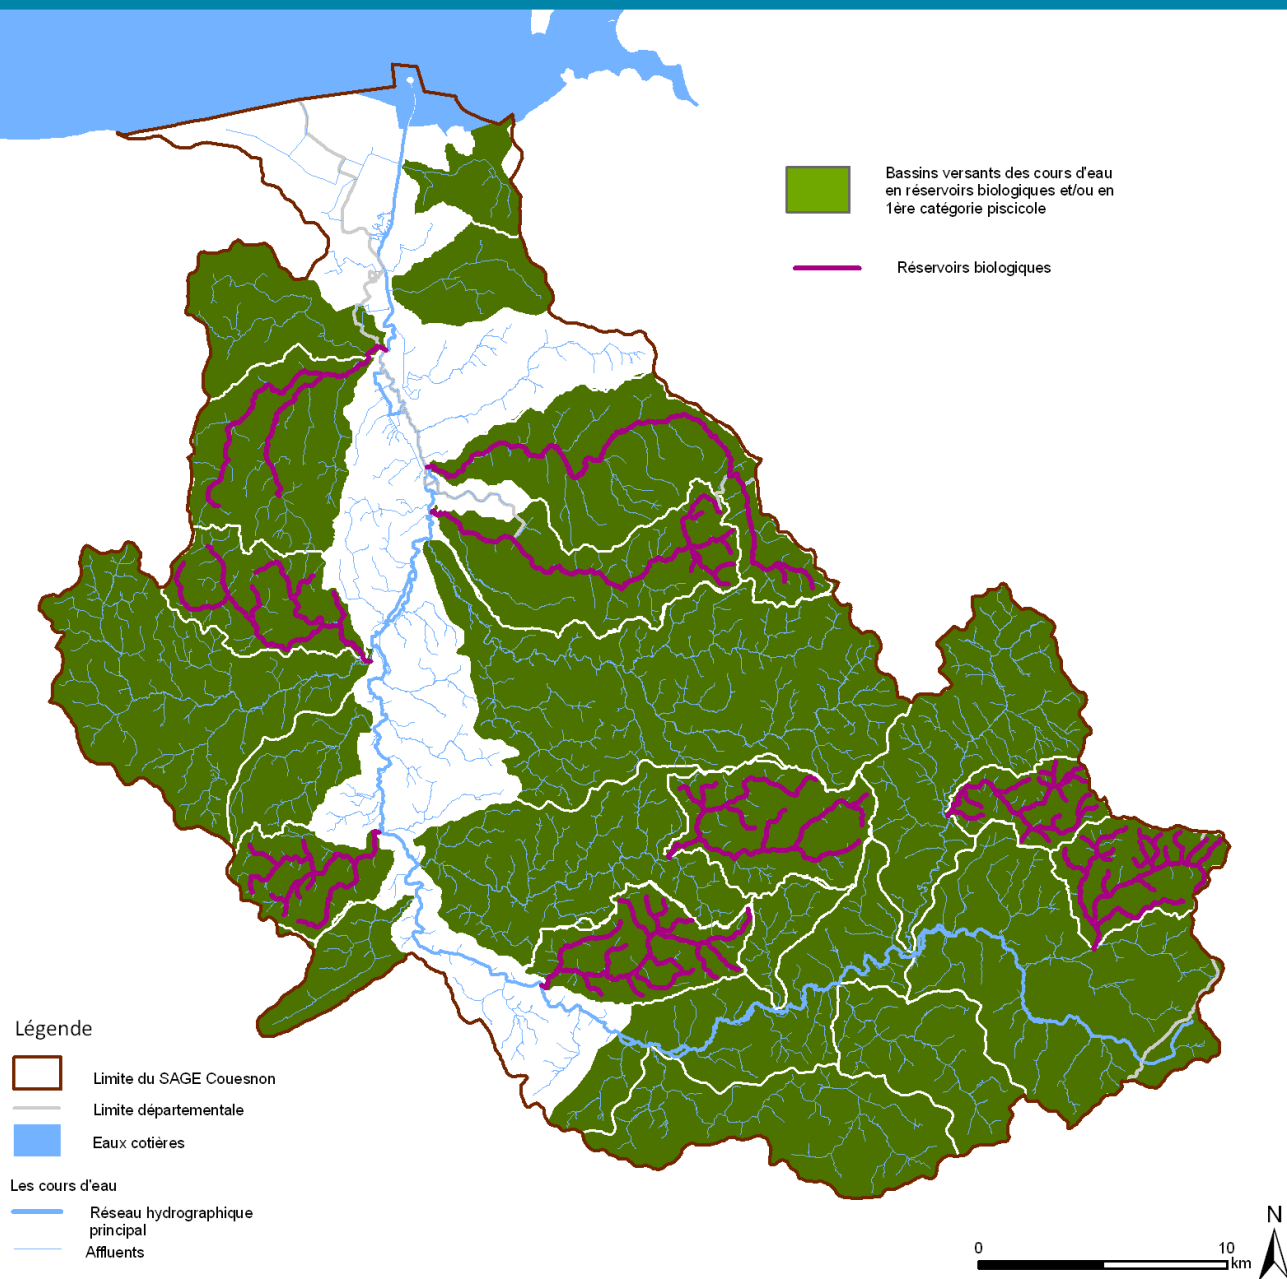 Bassins versants des cours d'eau
en réservoirs biologiques et/ou en
1ère catégorie piscicole
Réservoirs biologiques
Légende
Limite du SAGE Couesnon
Limite départementale
Eaux cotières
Les cours d'eau
Réseau hydrographique
principal
Affluents
N
0 10
km